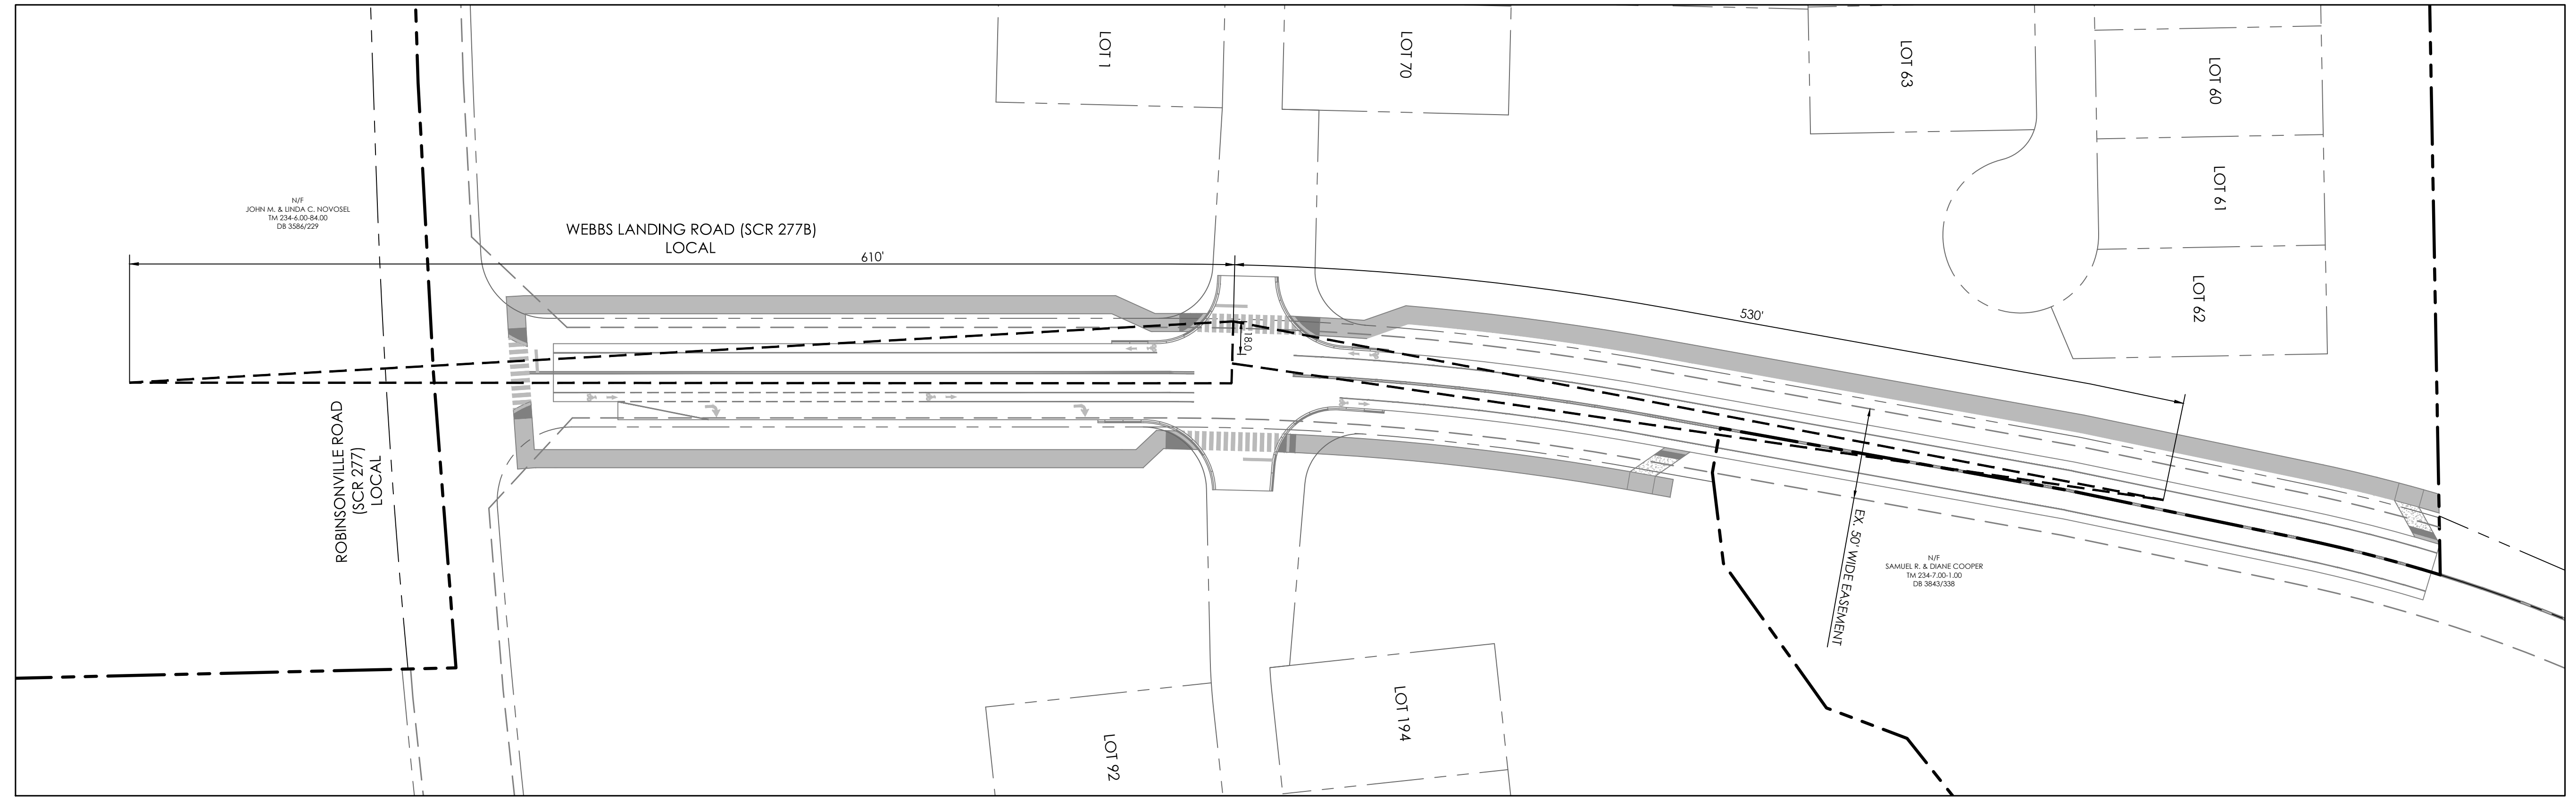 LOT 1
LOT 70
LOT 63
LOT 60
LOT 61
LOT 62
N/F
JOHN M. & LINDA C. NOVOSEL
TM 234-6.00-84.00
DB 3586/229
WEBBS LANDING ROAD (SCR 277B)
LOCAL
610'
530'
18.0
ROBINSONVILLE ROAD
(SCR 277)
LOCAL
EX. 50' WIDE EASEMENT
N/F
SAMUEL R. & DIANE COOPER
TM 234-7.00-1.00
DB 3843/338
LOT 92
LOT 194